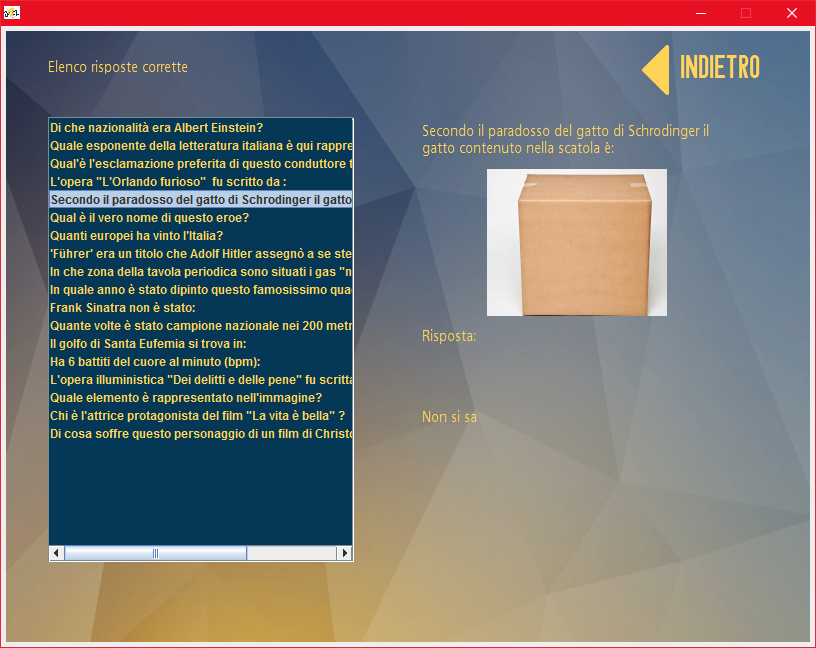 Elenco risposte corrette
INDIETRO
Di che nazionalità era Albert Einstein?
Quale esponente della letteratura italiana è qui
Qual'è l'esclamazione preferita di questo conduttore
L'opera "L'Orlando furioso"  fu scritto da :
Secondo il paradosso del gatto di Schrodinger il gatto
Qual è il vero nome di questo eroe?
Quanti europei ha vinto l'Italia?
'Führer' era un titolo che Adolf Hitler assegnò a se
In che zona della tavola periodica sono situati i gas
In quale anno è stato dipinto questo famosissimo
Frank Sinatra non è stato:
Quante volte è stato campione nazionale nei 200
Il golfo di Santa Eufemia si trova in:
Ha 6 battiti del cuore al minuto (bpm):
L'opera illuministica "Dei delitti e delle pene" fu
Quale elemento è rappresentato nell'immagine?
Chi è l'attrice protagonista del film "La vita è bella" ?
Di cosa soffre questo personaggio di un film di
Secondo il paradosso del gatto di Schrodinger il
gatto contenuto nella scatola è:
Risposta:
Non si sa